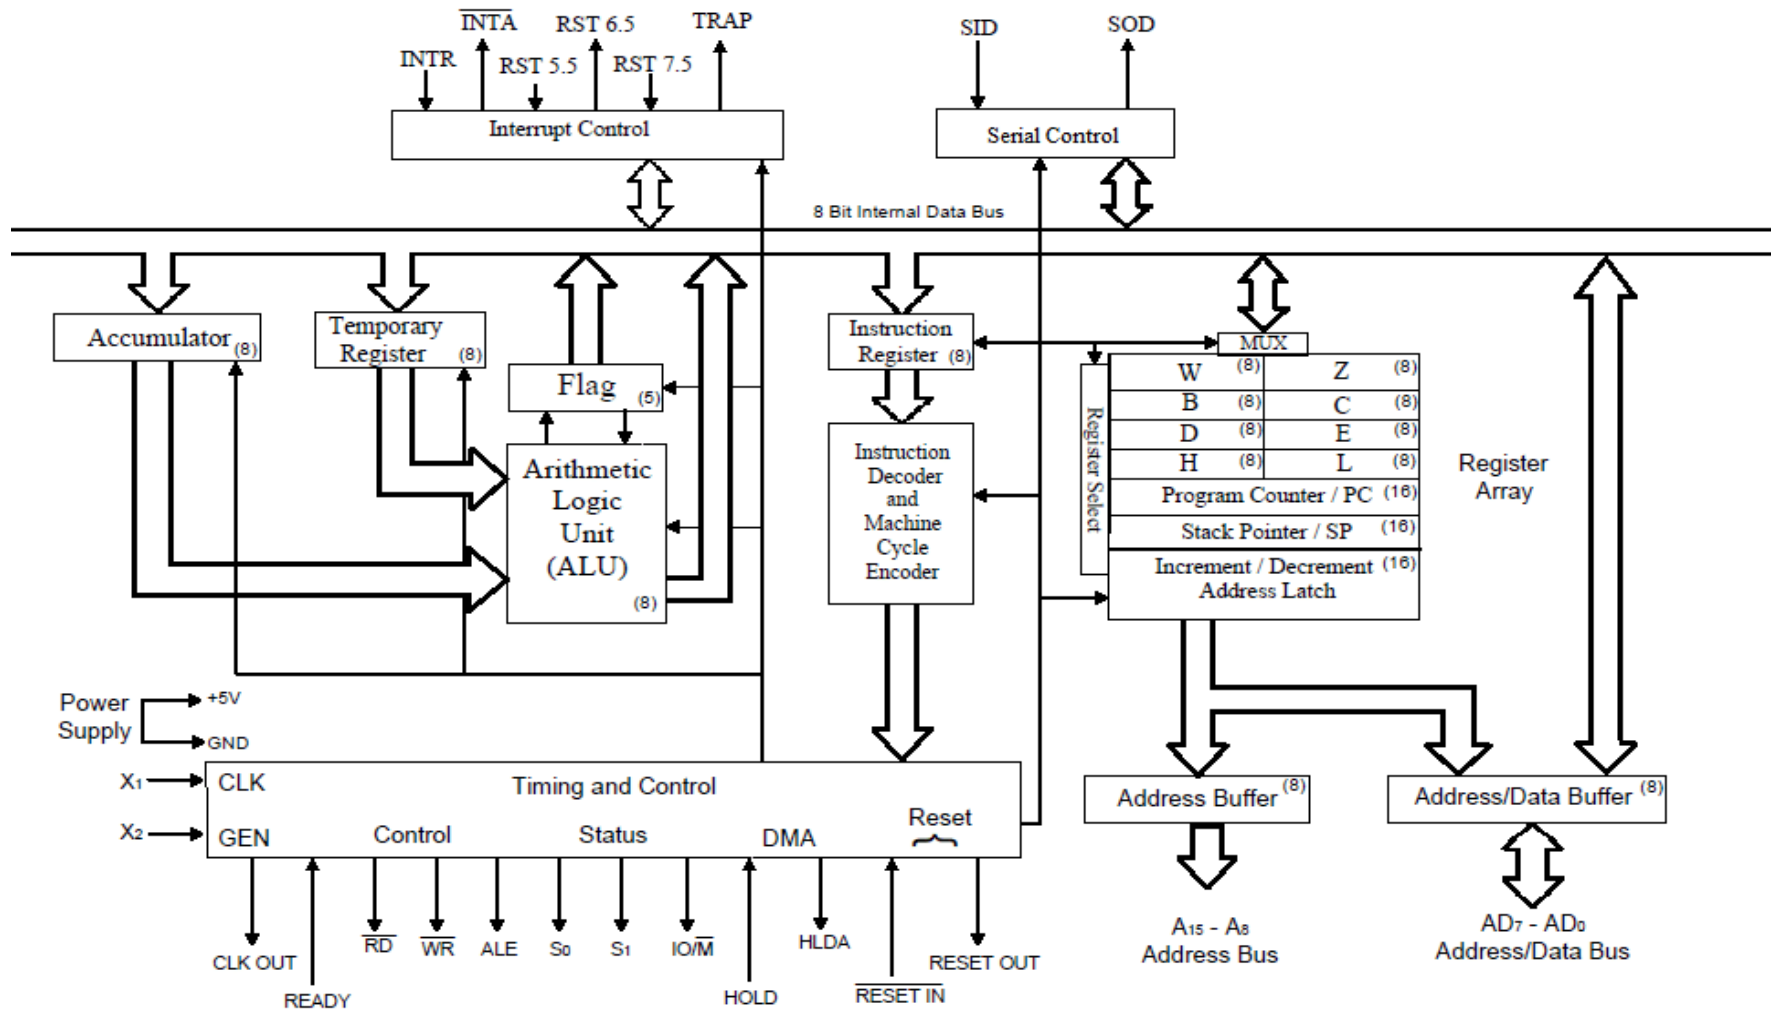 INTA
RST 6.5
TRAP
INTR
RST 5.5
RST 7.5
SID
SOD
Interrupt Control
Serial Control
8 Bit Internal Data Bus
Accumulator (8)
Temporary
Register (8)
Flag (5)
Arithmetic
Logic
Unit
(ALU)
(8)
Instruction
Register (8)
Instruction
Decoder
and
Machine
Cycle
Encoder
MUX
Register Select
W (8) Z (8)
B (8) C (8)
D (8) E (8)
H (8) L (8)
Program Counter / PC (16)
Stack Pointer / SP (16)
Increment / Decrement (16)
Address Latch
Register
Array
Power
Supply
+5V
GND
X1
X2
CLK
GEN
Timing and Control
Control
Status
DMA
Reset
Address Buffer (8)
Address/Data Buffer (8)
CLK OUT
READY
RD
WR
ALE
S0
S1
IO/M
HOLD
HLDA
RESET IN
RESET OUT
A15 - A8
Address Bus
AD7 - AD0
Address/Data Bus